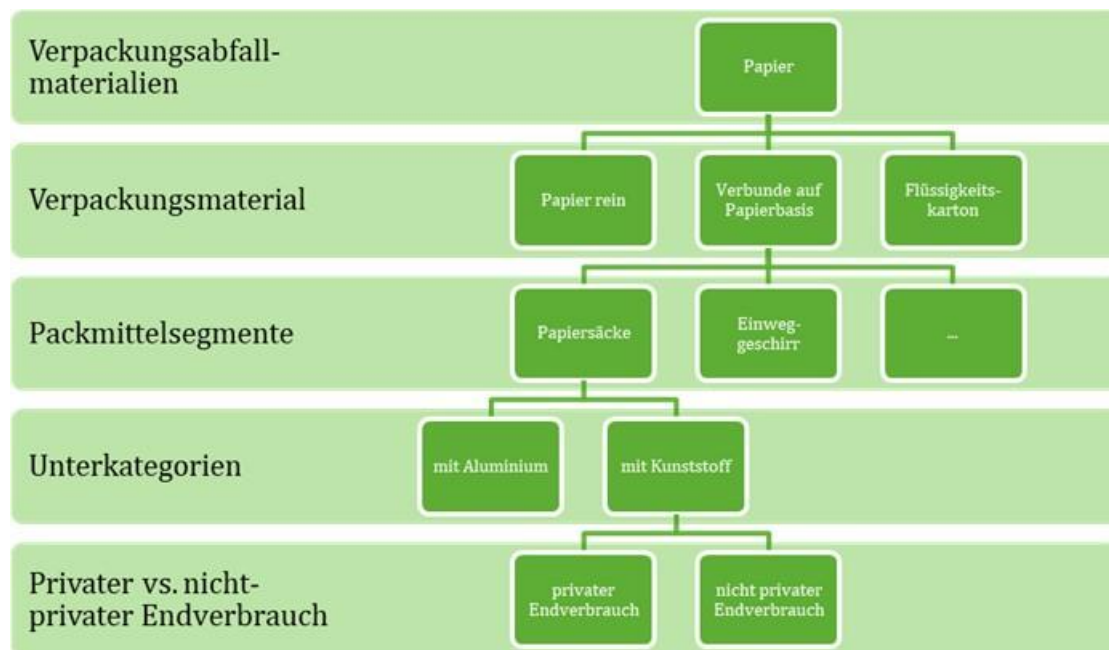 Verpackungsabfall-
materialien
Papier
Verpackungsmaterial
Papier rein
Verbunde auf
Papierbasis
Flüssigkeits-
karton
Packmittelsegmente
Papiersäcke
Einweg-
geschirr
...
Unterkategorien
mit Aluminium
mit Kunststoff
Privater vs. nicht-
privater Endverbrauch
privater
Endverbrauch
nicht privater
Endverbrauch